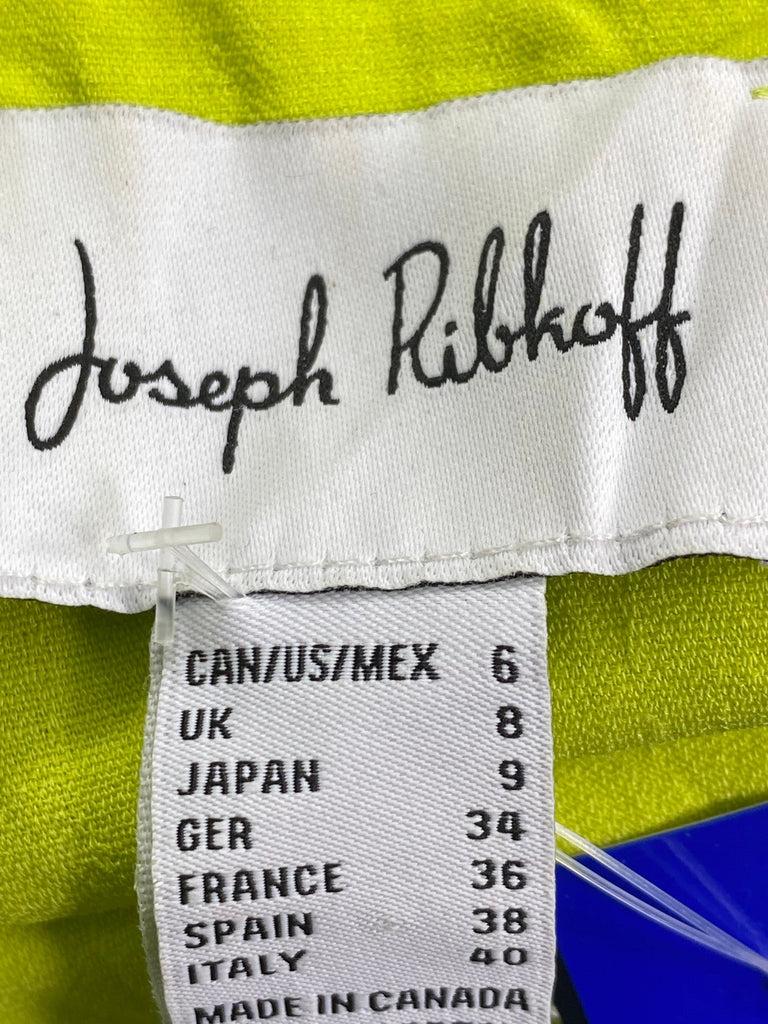 Joseph Ribkoff
CAN/US/MEX 6
UK 8
JAPAN 9
GER 34
FRANCE 36
SPAIN 38
ITALY 40
MADE IN CANADA